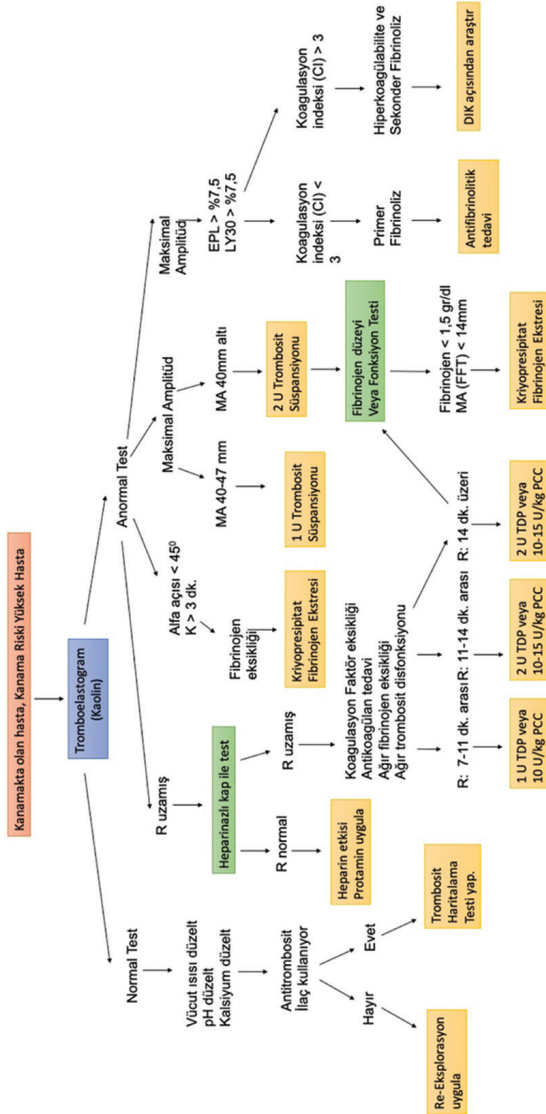 Kanamakta olan hasta, Kanama Riski Yüksek Hasta
Tromboelastogram
(Kaolin)
Normal Test
Vücut ısısı düzelt
pH düzelt
Kalsiyum düzelt
Antitrombosit
İlaç kullanıyor
Hayır
Evet
Re-Eksplorasyon
uygula
Trombosit
Haritalama
Testi yap.
Anormal Test
R uzamış
Heparinazlı kap ile test
R normal
Heparin etkisi
Protamin uygula
R uzamış
Koagulasyon Faktör eksikliği
Antikoagülan tedavi
Ağır fibrinojen eksikliği
Ağır trombosit disfonksiyonu
R: 7-11 dk. arası
R: 11-14 dk. arası
R: 14 dk. üzeri
1 U TDP veya
10 U/kg PCC
2 U TDP veya
10-15 U/kg PCC
2 U TDP veya
10-15 U/kg PCC
Alfa açısı < 45⁰
K > 3 dk.
Fibrinojen
eksikliği
Kriyopresipitat
Fibrinojen Ekstresi
Maksimal Amplitüd
MA 40-47 mm
1 U Trombosit
Süspansiyonu
MA 40mm altı
2 U Trombosit
Süspansiyonu
Fibrinojen düzeyi
Veya Fonksiyon Testi
Fibrinojen < 1,5 gr/dl
MA (FFT) < 14mm
Kriyopresipitat
Fibrinojen Ekstresi
Maksimal
Amplitüd
EPL > %7,5
LY30 > %7,5
Koagulasyon
indeksi (CI) <
3
Primer
Fibrinoliz
Antifibrinolitik
tedavi
Koagulasyon
indeksi (CI) > 3
Hiperkoagülabilite ve
Sekonder Fibrinoliz
DIK açısından araştır